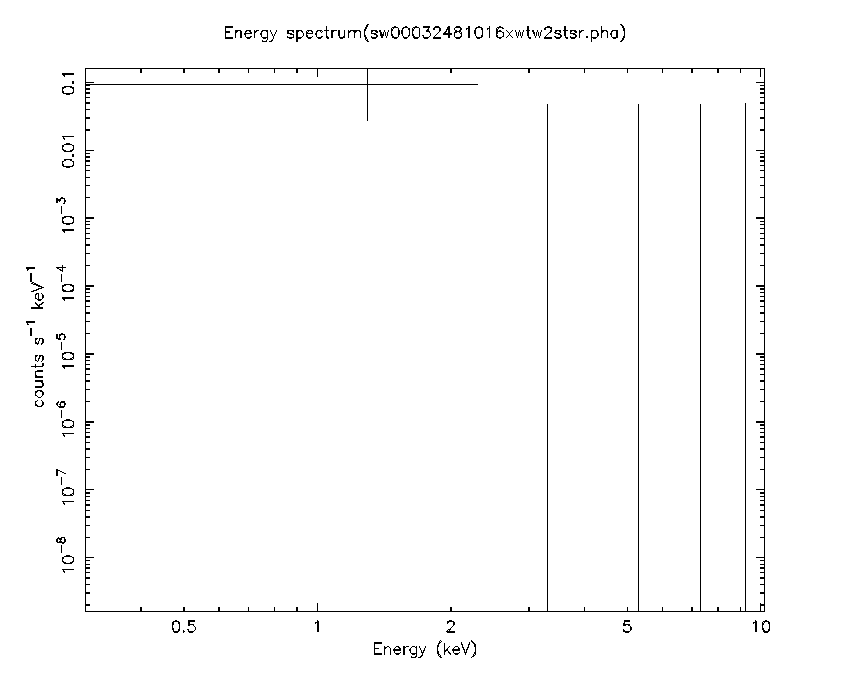 Energy spectrum(sw00032481016xwtw2stsr.pha)
0.1
0.01
10⁻³
10⁻⁴
10⁻⁵
10⁻⁶
10⁻⁷
10⁻⁸
counts s⁻¹ keV⁻¹
0.5 1 2 5 10
Energy (keV)